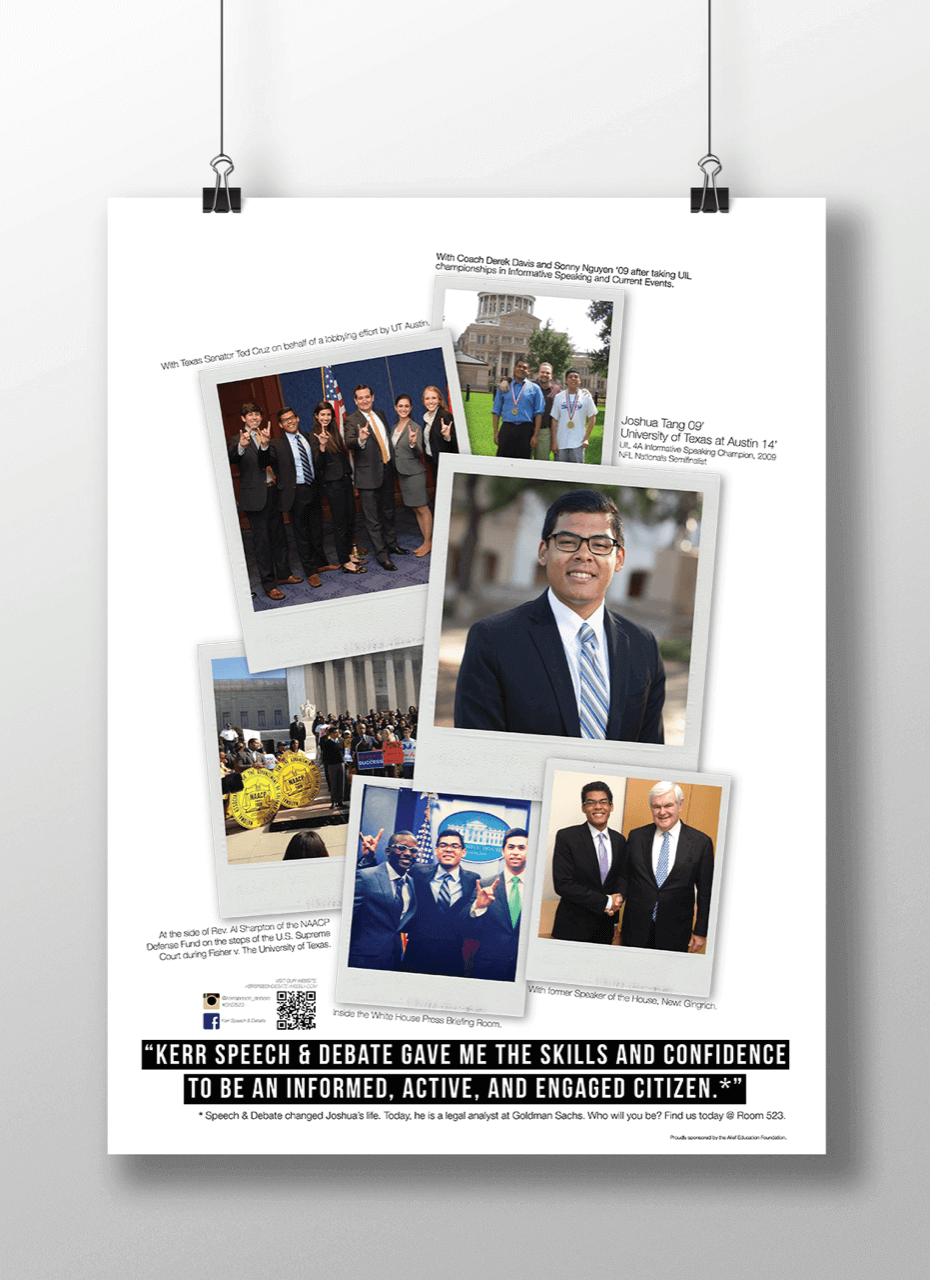 With Coach Derek Davis and Sonny Nguyen '09 after taking UIL
championships in Informative Speaking and Current Events.
With Texas Senator Ted Cruz on behalf of a lobbying effort by UT Austin.
Joshua Tang 09'
University of Texas at Austin 14'
UIL 4A Informative Speaking Champion, 2009
NFL Nationals Semifinalist
SUCCESS
NAACP
NAACP
At the side of Rev. Al Sharpton of the NAACP
Defense Fund on the steps of the U.S. Supreme
Court during Fisher v. The University of Texas.
With former Speaker of the House, Newt Gingrich.
VISIT OUR WEBSITE
Kerr Speech & Debate
Inside the White House Press Briefing Room.
“KERR SPEECH & DEBATE GAVE ME THE SKILLS AND CONFIDENCE
TO BE AN INFORMED, ACTIVE, AND ENGAGED CITIZEN.*”
* Speech & Debate changed Joshua's life. Today, he is a legal analyst at Goldman Sachs. Who will you be? Find us today @ Room 523.
Proudly sponsored by the Alief Education Foundation.